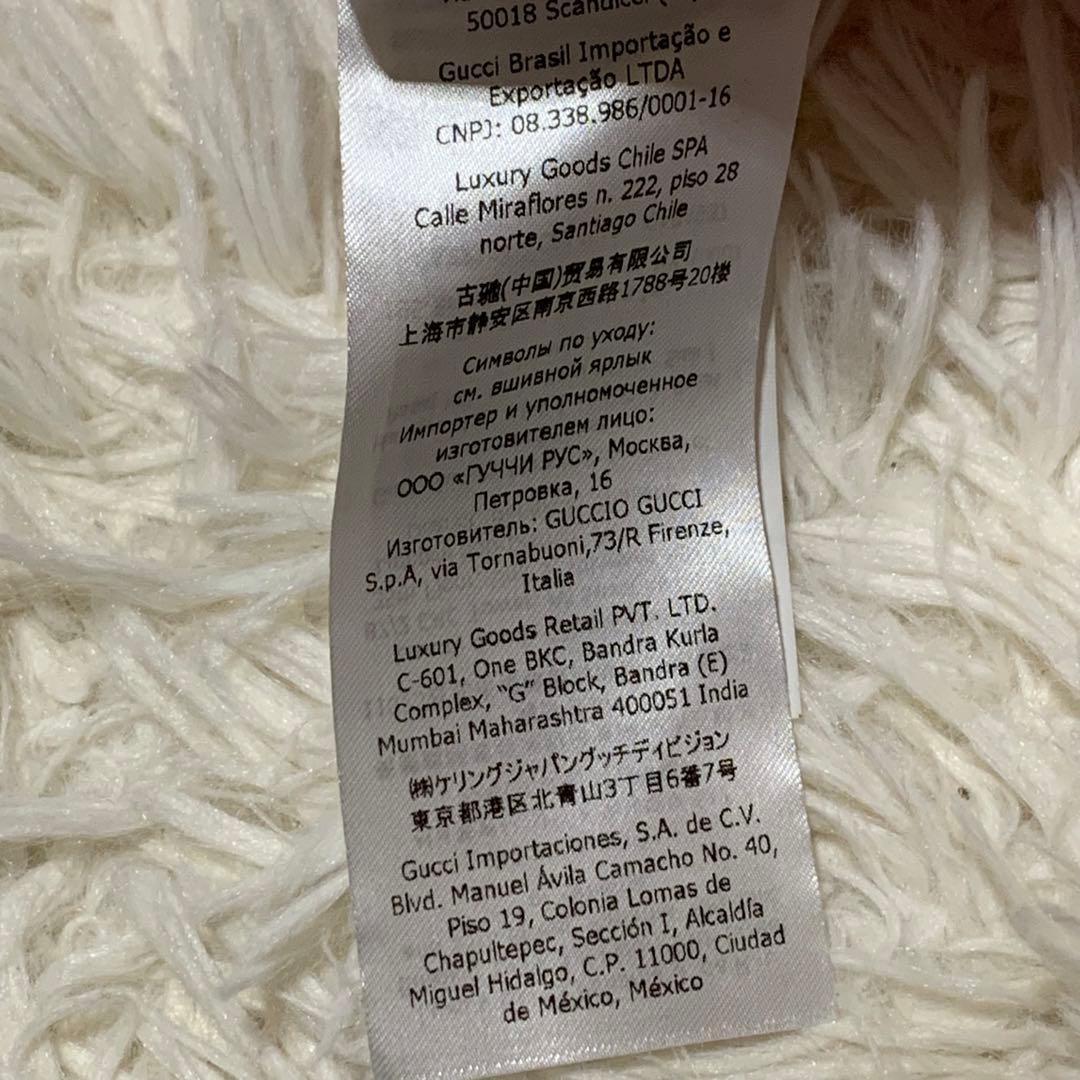 50018 Scandicci
Gucci Brasil Importação e
Exportação LTDA
CNPJ: 08.338.986/0001-16
Luxury Goods Chile SPA
Calle Miraflores n. 222, piso 28
norte, Santiago Chile
古驰(中国)贸易有限公司
上海市静安区南京西路1788号20楼
Символы по уходу:
см. вшивной ярлык
Импортер и уполномоченное
изготовителем лицо:
ООО «ГУЧЧИ РУС», Москва,
Петровка, 16
Изготовитель: GUCCIO GUCCI
S.p.A, via Tornabuoni,73/R Firenze,
Italia
Luxury Goods Retail PVT. LTD.
C-601, One BKC, Bandra Kurla
Complex, "G" Block, Bandra (E)
Mumbai Maharashtra 400051 India
㈱ケリングジャパングッチディビジョン
東京都港区北青山3丁目6番7号
Gucci Importaciones, S.A. de C.V.
Blvd. Manuel Ávila Camacho No. 40,
Piso 19, Colonia Lomas de
Chapultepec, Sección I, Alcaldía
Miguel Hidalgo, C.P. 11000, Ciudad
de México, México